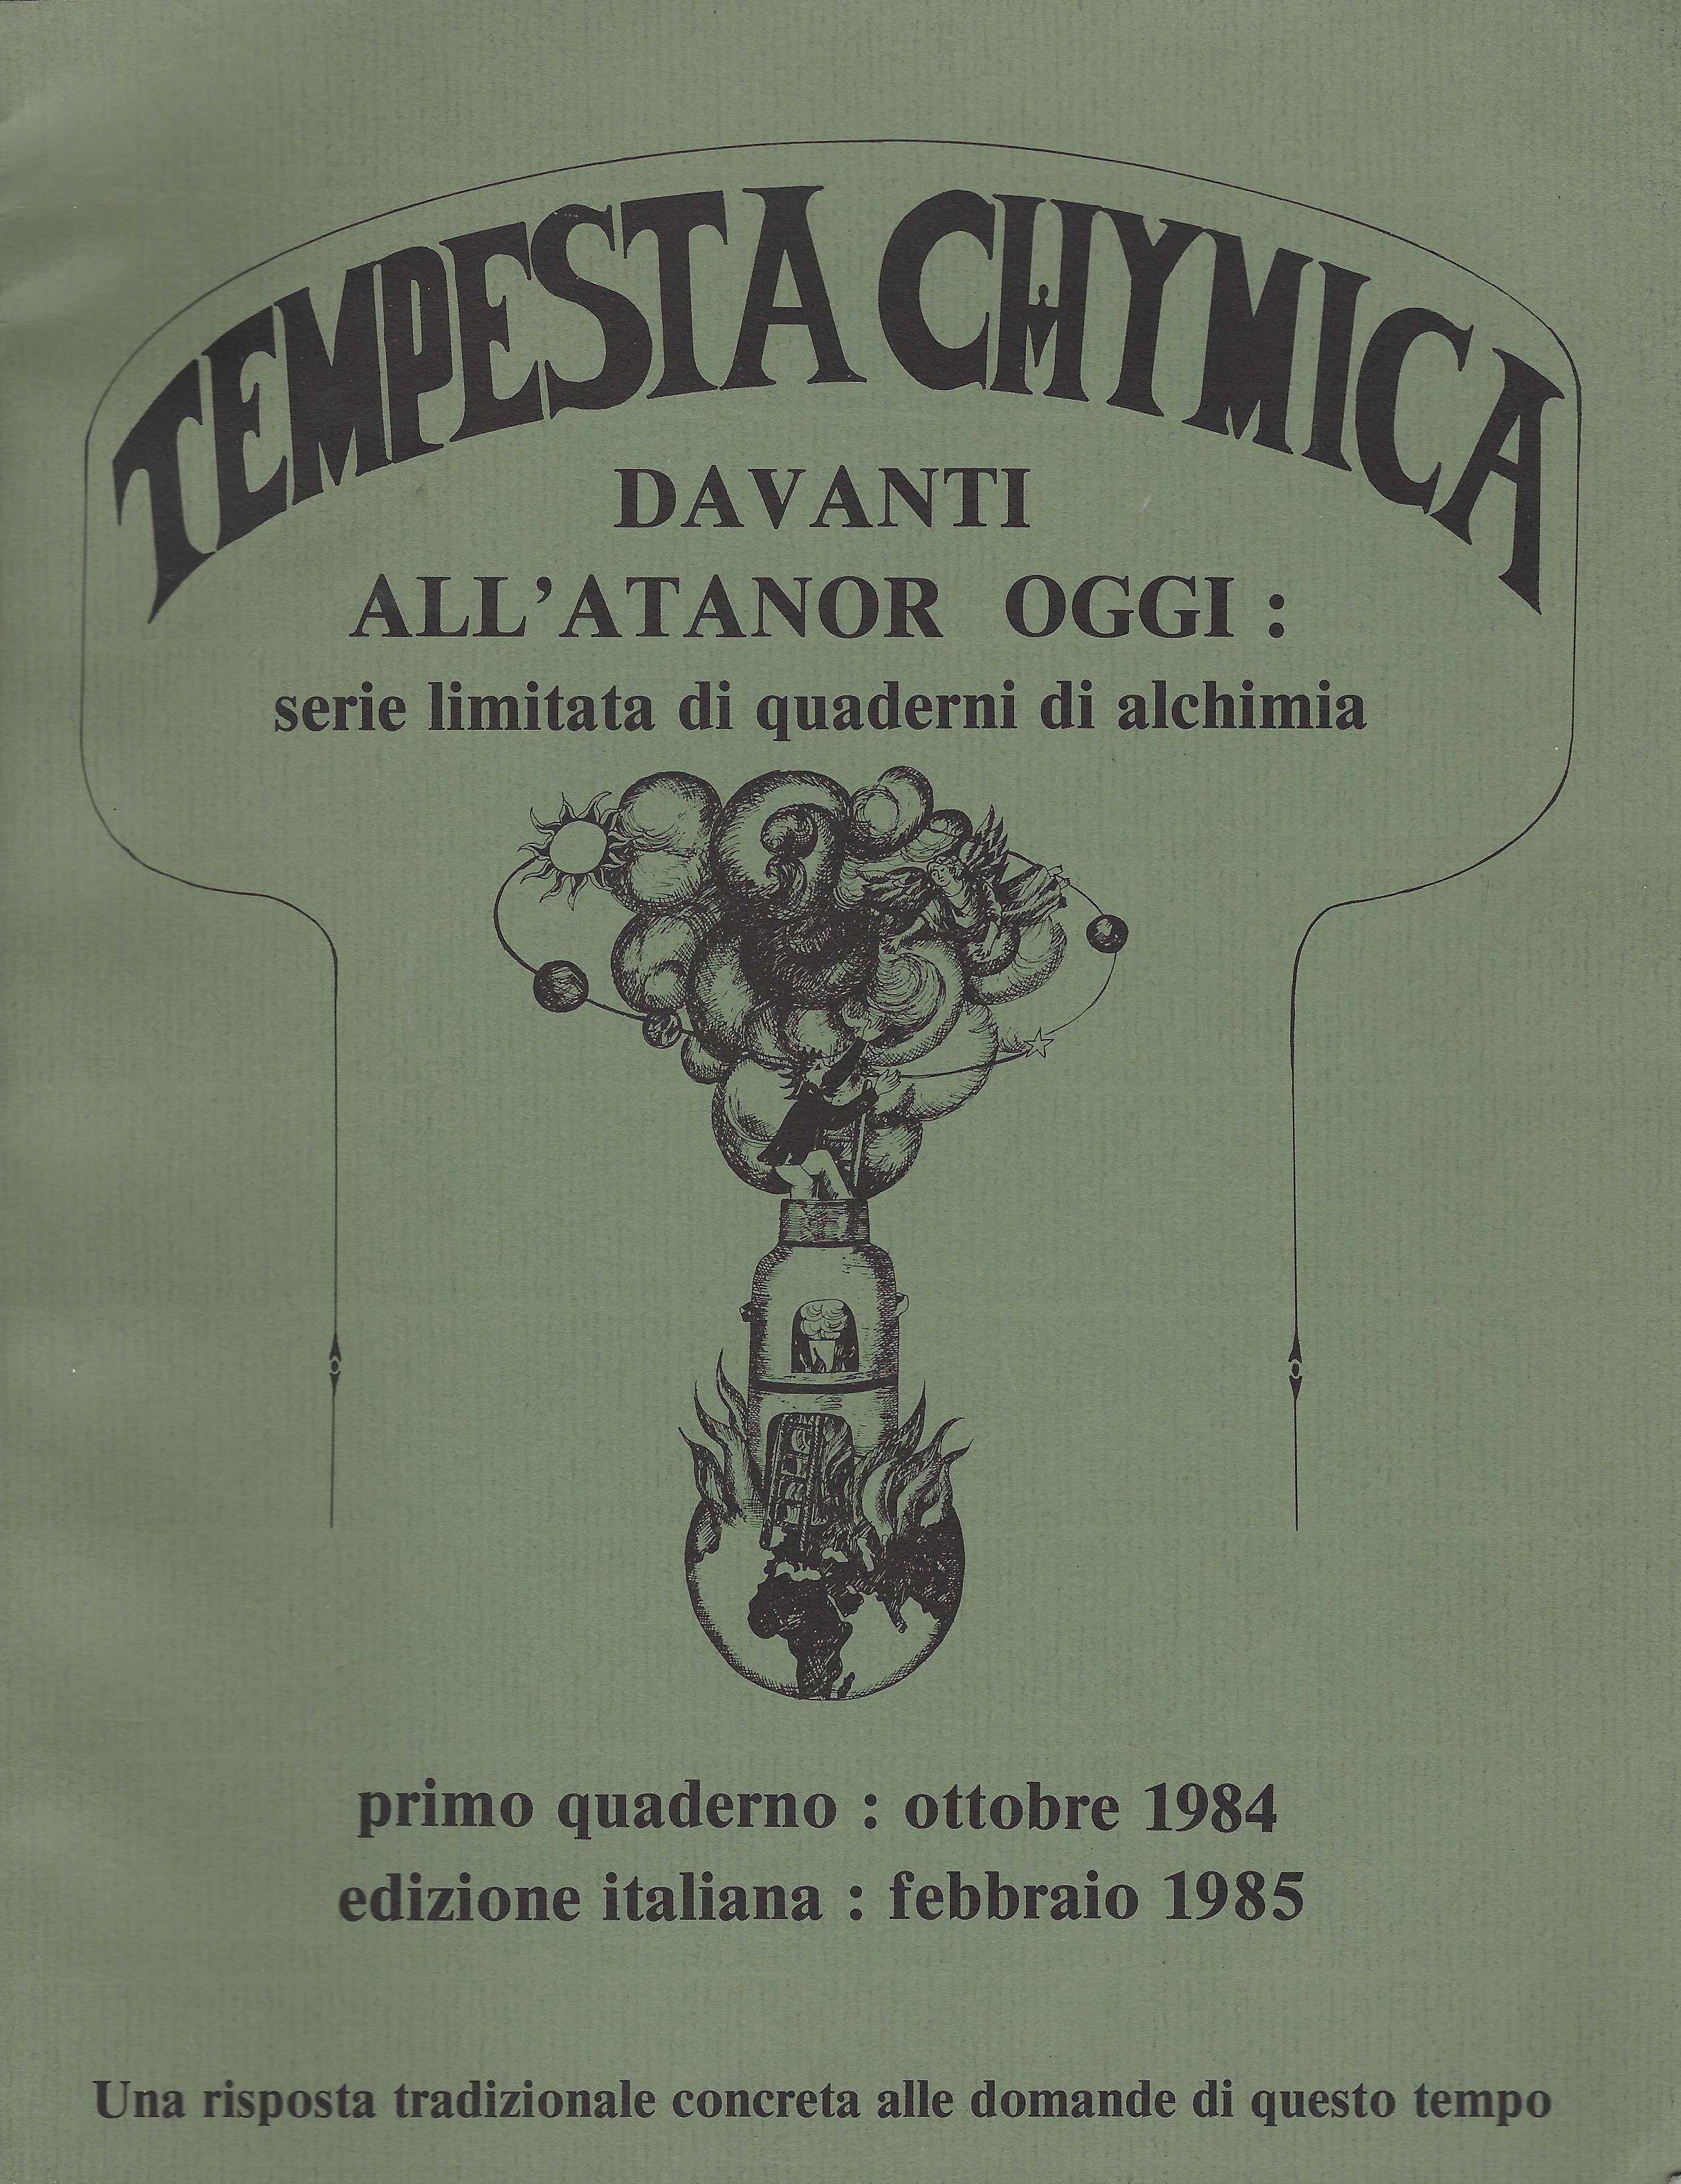 TEMPESTA CHYMICA
DAVANTI
ALL'ATANOR OGGI :
serie limitata di quaderni di alchimia
primo quaderno : ottobre 1984
edizione italiana : febbraio 1985
Una risposta tradizionale concreta alle domande di questo tempo